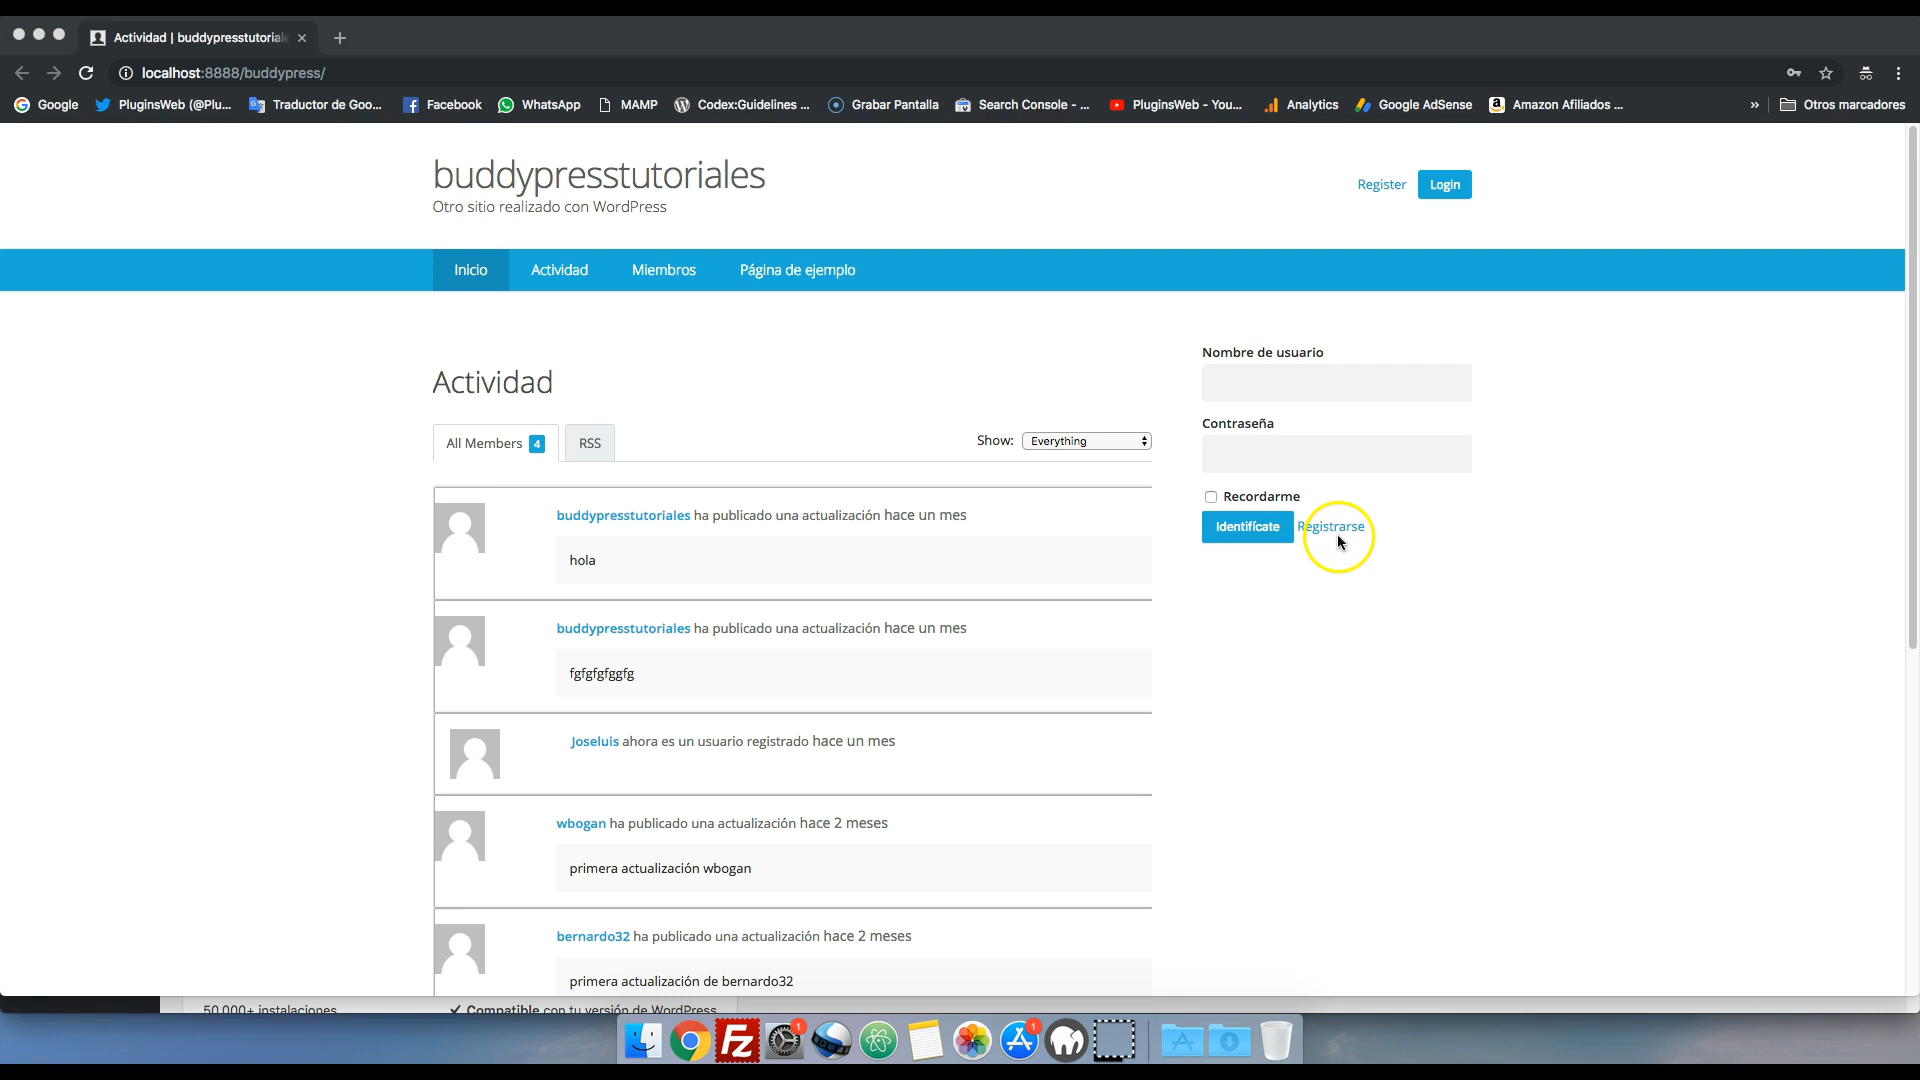 Actividad | buddypresstutorial
localhost:8888/buddypress/
Google
PluginsWeb (@Plu...
Traductor de Goo...
Facebook
WhatsApp
MAMP
Codex:Guidelines ...
Grabar Pantalla
Search Console - ...
PluginsWeb - You...
Analytics
Google AdSense
Amazon Afiliados ...
»
Otros marcadores
buddypresstutoriales
Otro sitio realizado con WordPress
Register
Login
Inicio
Actividad
Miembros
Página de ejemplo
Actividad
All Members 4
RSS
Show:
Everything
Nombre de usuario
Contraseña
Recordarme
Identifícate
Registrarse
buddypresstutoriales ha publicado una actualización hace un mes
hola
buddypresstutoriales ha publicado una actualización hace un mes
fgfgfgfggfg
Joseluis ahora es un usuario registrado hace un mes
wbogan ha publicado una actualización hace 2 meses
primera actualización wbogan
bernardo32 ha publicado una actualización hace 2 meses
primera actualización de bernardo32
50.000+ instalaciones
✓ Compatible con tu versión de WordPress
FZ
1
1